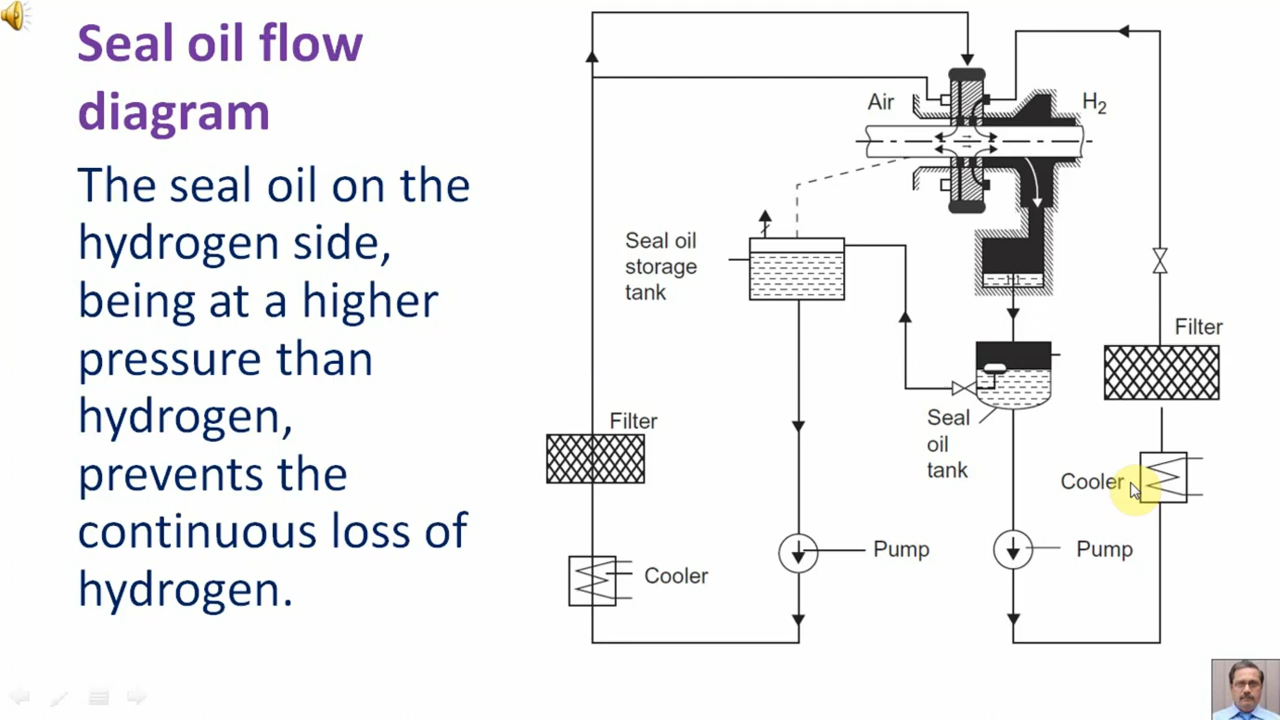 Seal oil flow
diagram
The seal oil on the
hydrogen side,
being at a higher
pressure than
hydrogen,
prevents the
continuous loss of
hydrogen.
Air
H2
Seal oil
storage
tank
Filter
Filter
Seal
oil
tank
Cooler
Pump
Pump
Cooler